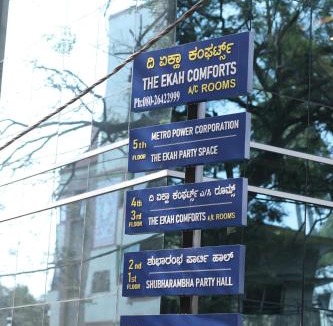 ದಿ ಏಕ್ಹಾ ಕಂಫರ್ಟ್ಸ್
THE EKAH COMFORTS
A/C ROOMS
Ph:080-26422999
METRO POWER CORPORATION
5th FLOOR
THE EKAH PARTY SPACE
4th
ದಿ ಏಕ್ಹಾ ಕಂಫರ್ಟ್ಸ್ ಎ/ಸಿ ರೂಮ್ಸ್
3rd FLOOR
THE EKAH COMFORTS A/C ROOMS
2nd
ಶುಭಾರಂಭ ಪಾರ್ಟಿ ಹಾಲ್
1st FLOOR
SHUBHARAMBHA PARTY HALL